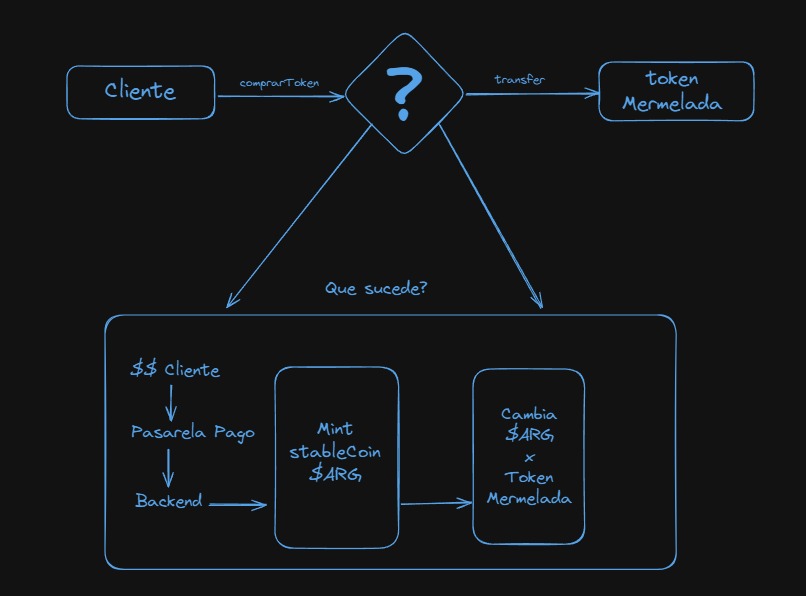 Cliente
comprarToken
?
transfer
token
Mermelada
Que sucede?
$$ Cliente
Pasarela Pago
Backend
Mint
stableCoin
$ARG
Cambia
$ARG
x
Token
Mermelada